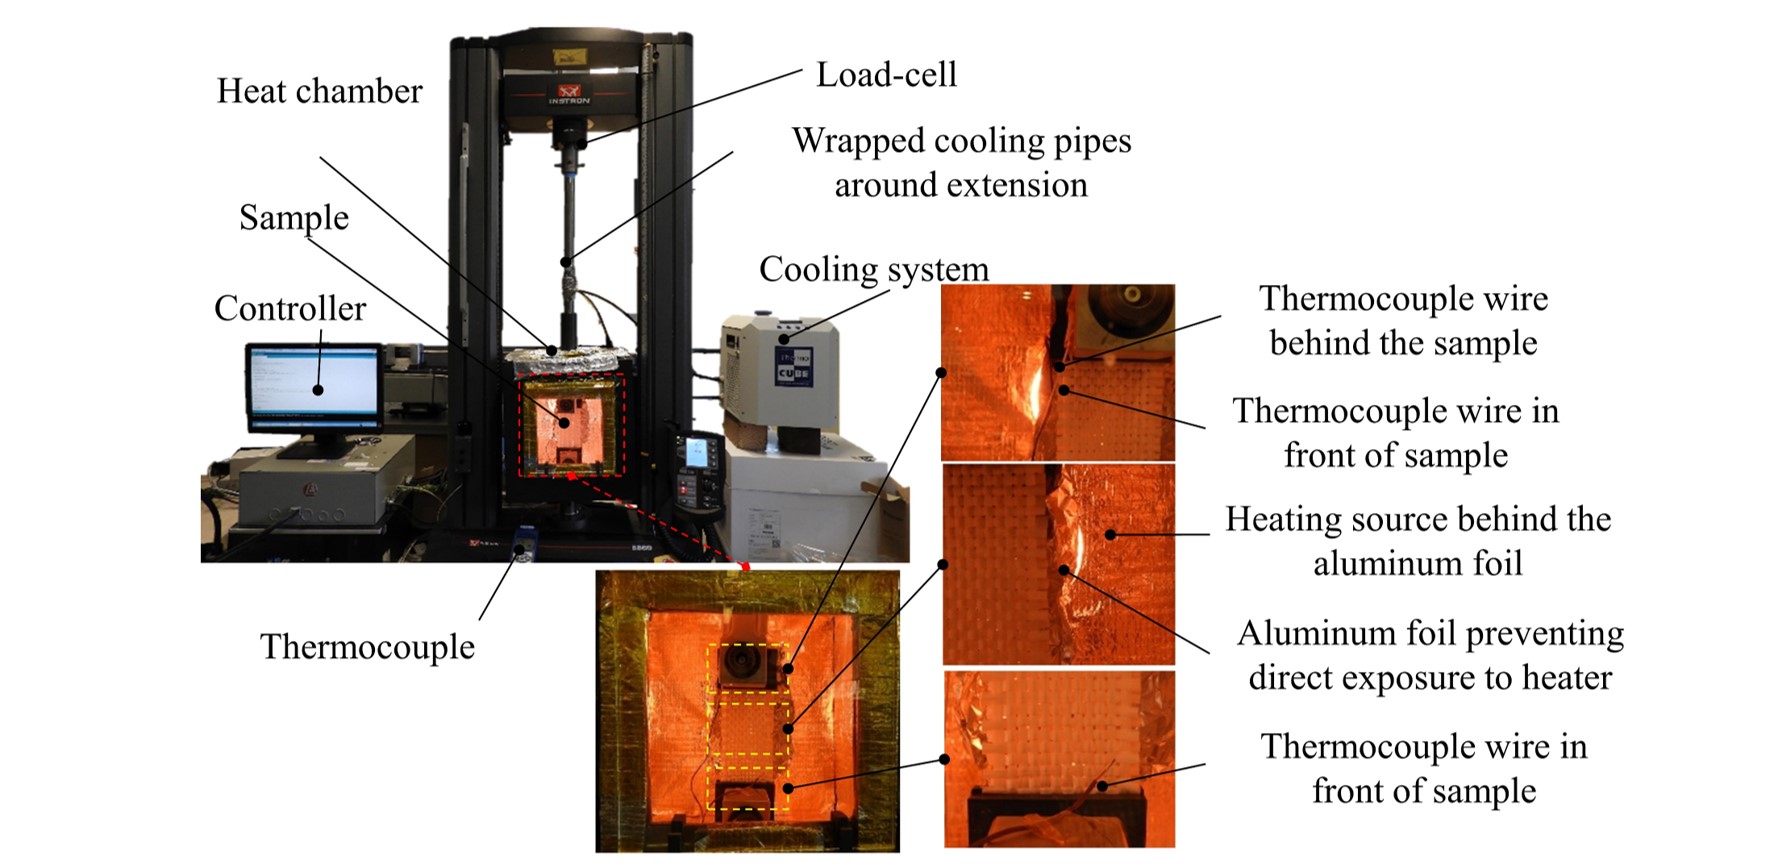 Heat chamber
Load-cell
Wrapped cooling pipes
around extension
INSTRON
Sample
Cooling system
Controller
CUBE
Thermocouple wire
behind the sample
Thermocouple wire in
front of sample
Heating source behind the
aluminum foil
Aluminum foil preventing
direct exposure to heater
Thermocouple
Thermocouple wire in
front of sample